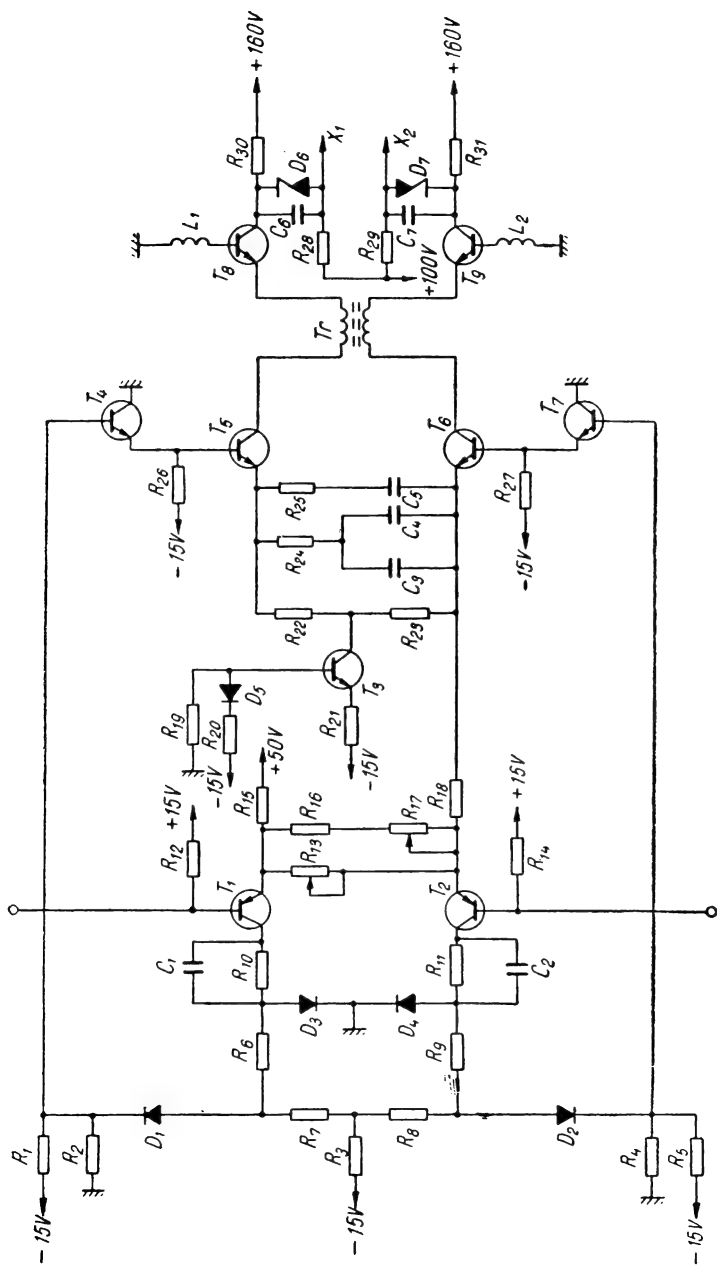 +160V
+160V
R30
D6
X1
X2
D7
R31
L1
C6
R28
R29
C7
L2
T8
+100V
T9
Tr
T4
T5
T6
T7
R26
-15V
R27
-15V
R25
C5
C4
R24
C9
R22
R29
T3
R19
D5
R20
-15V
R21
-15V
+50V
R15
R16
R17
R18
+15V
R12
R13
+15V
R14
T1
T2
C1
R10
R11
C2
D3
D4
R6
R9
D1
R7
R8
D2
R1
R2
R3
R4
R5
-15V
-15V
-15V